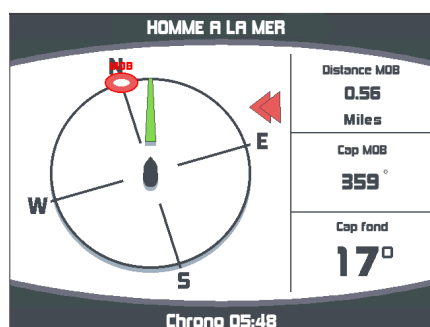 HOMME A LA MER
N
MOB
E
W
S
Distance MOB
0.56
Miles
Cap MOB
359°
Cap fond
17°
Chrono 05:48